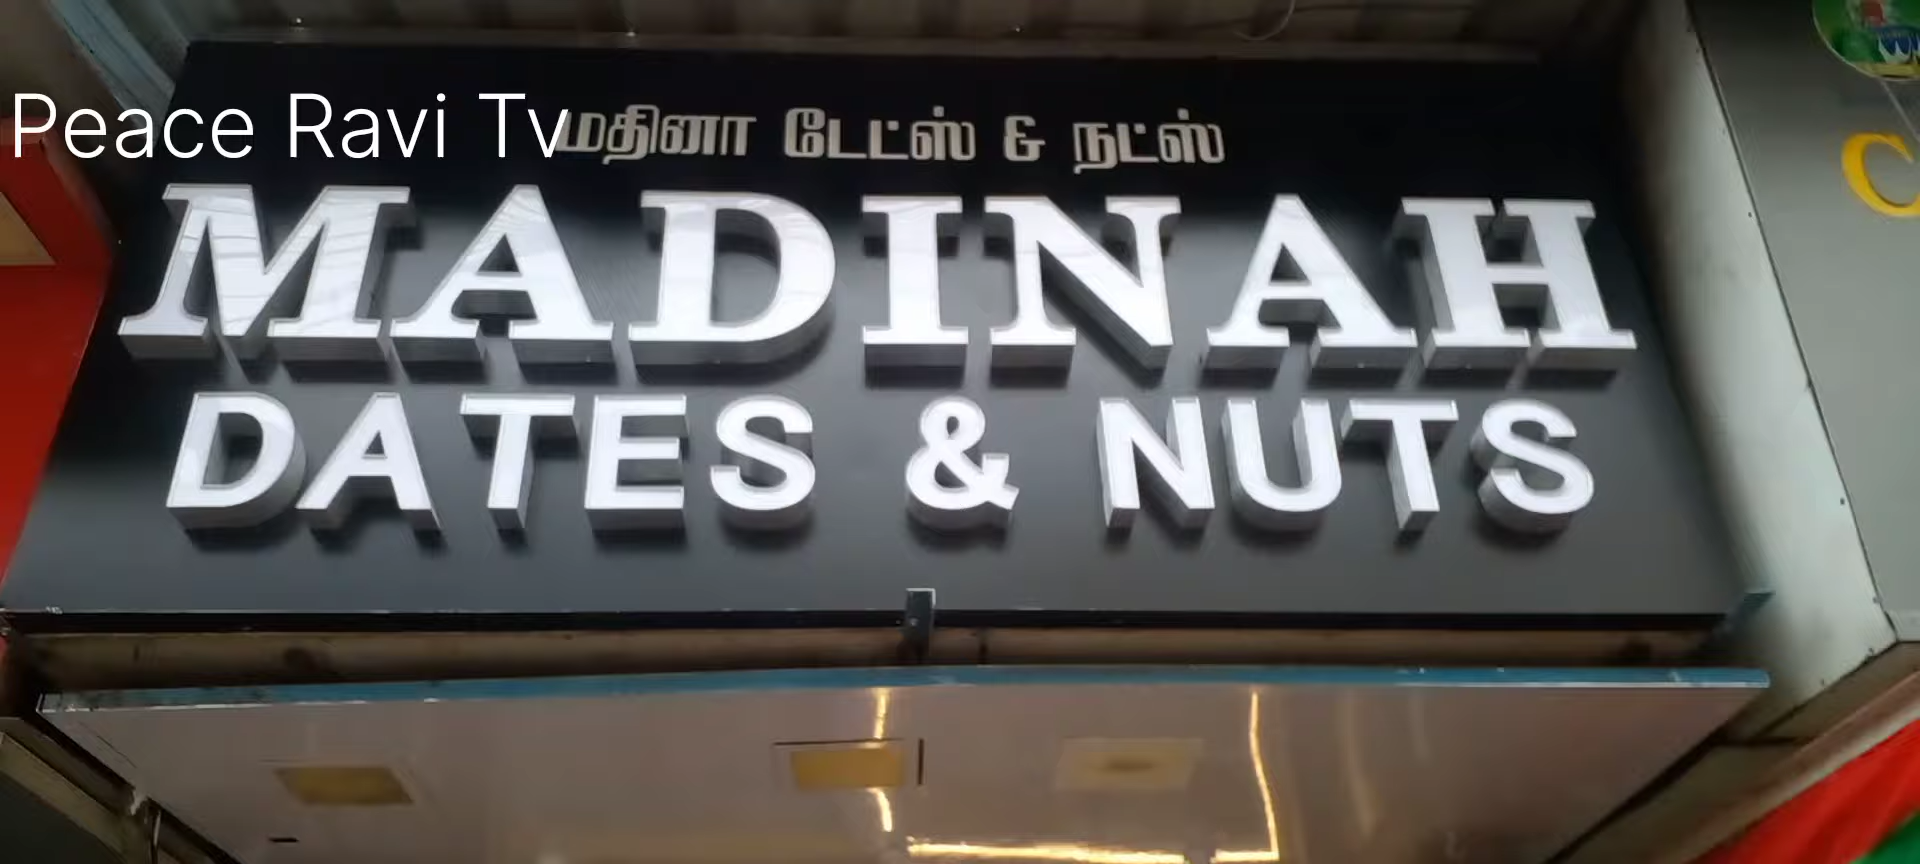 Peace Ravi Tv
மதினா டேட்ஸ் & நட்ஸ்
MADINAH
DATES & NUTS